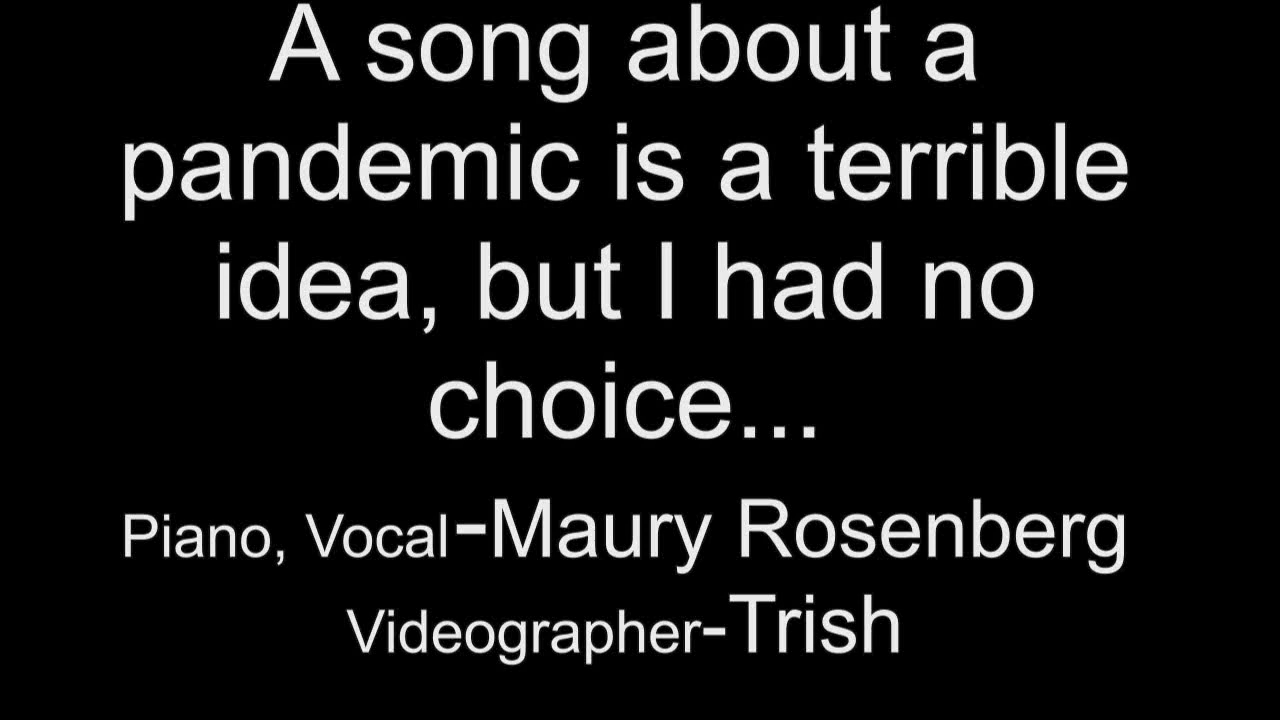 A song about a
pandemic is a terrible
idea, but I had no
choice...
Piano, Vocal-Maury Rosenberg
Videographer-Trish